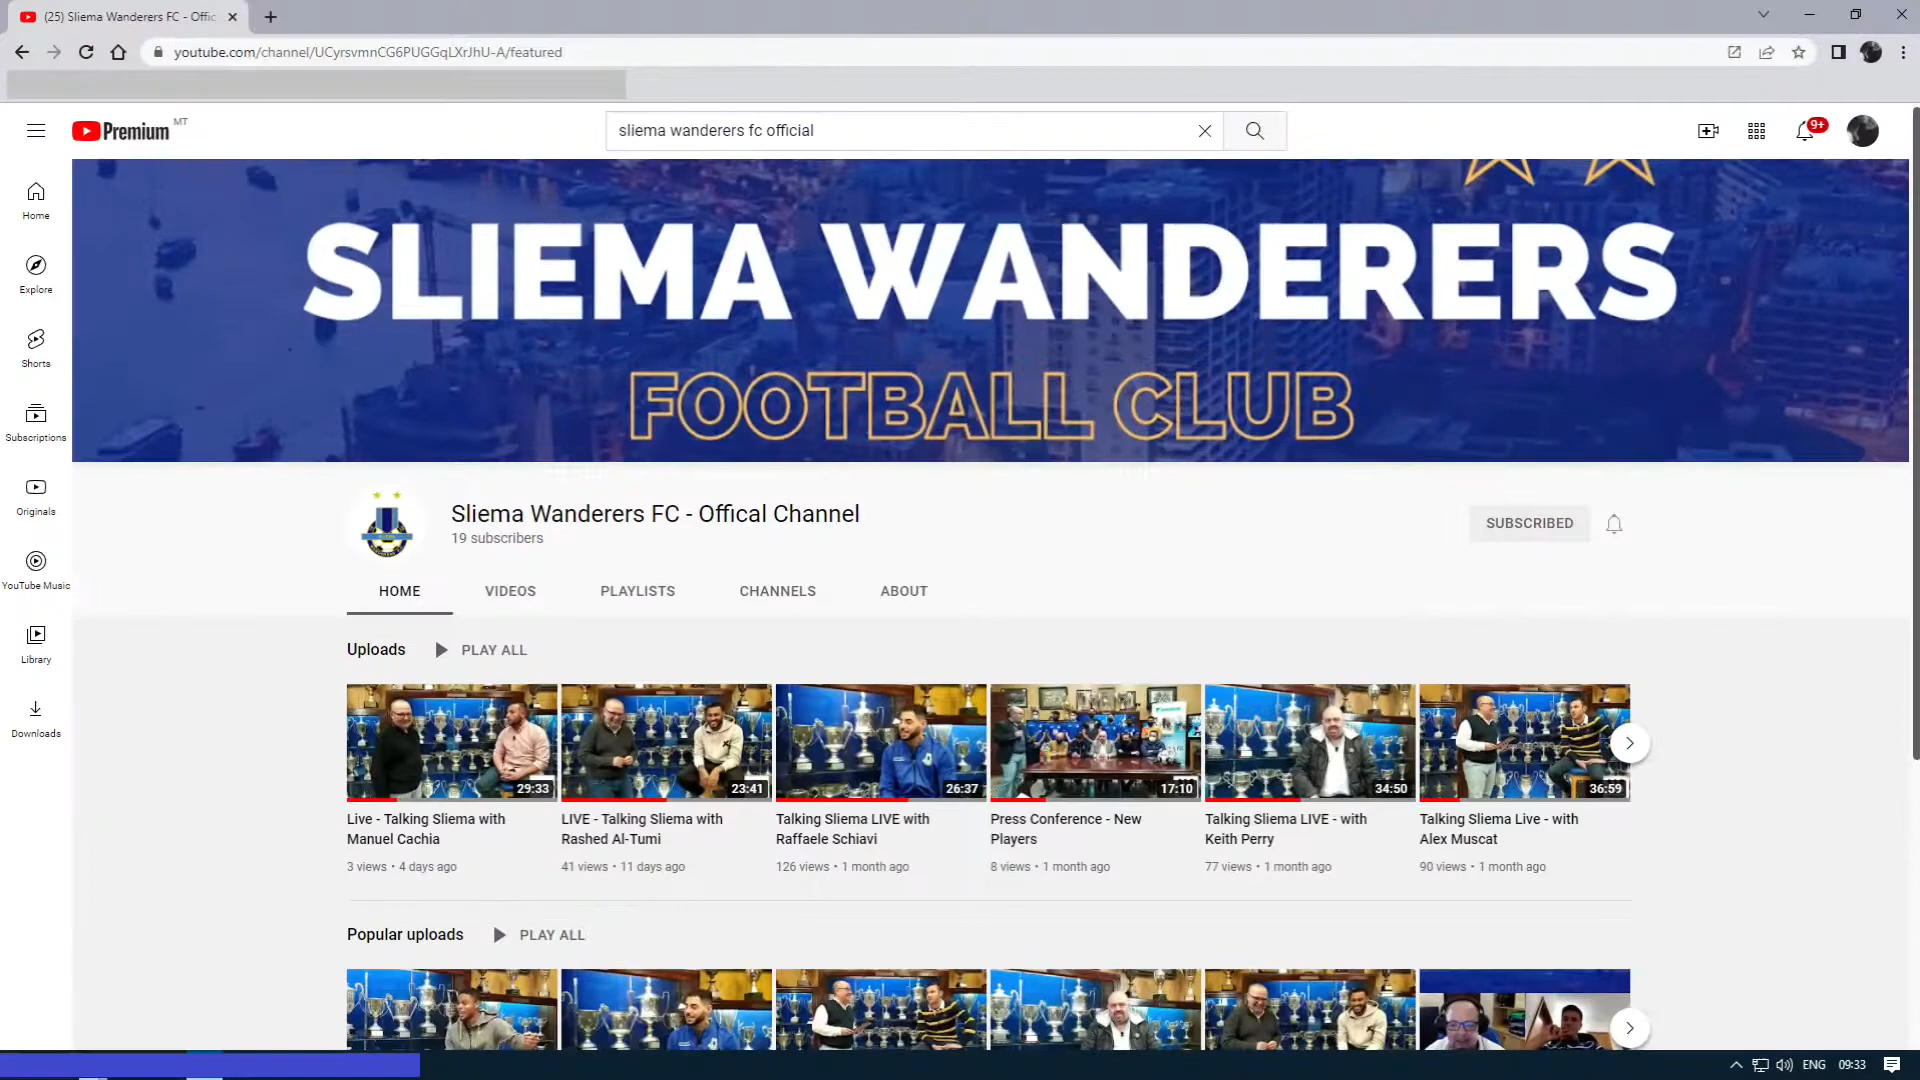 (25) Sliema Wanderers FC - Offic
youtube.com/channel/UCyrsvmnCG6PUGGqLXrJhU-A/featured
Premium MT
sliema wanderers fc official
9+
Home
Explore
Shorts
Subscriptions
Originals
YouTube Music
Library
Downloads
SLIEMA WANDERERS
FOOTBALL CLUB
Sliema Wanderers FC - Offical Channel
19 subscribers
SUBSCRIBED
HOME VIDEOS PLAYLISTS CHANNELS ABOUT
Uploads PLAY ALL
29:33 23:41 26:37 17:10 34:50 36:59
Live - Talking Sliema with
Manuel Cachia
3 views • 4 days ago
LIVE - Talking Sliema with
Rashed Al-Tumi
41 views • 11 days ago
Talking Sliema LIVE with
Raffaele Schiavi
126 views • 1 month ago
Press Conference - New
Players
8 views • 1 month ago
Talking Sliema LIVE - with
Keith Perry
77 views • 1 month ago
Talking Sliema Live - with
Alex Muscat
90 views • 1 month ago
Popular uploads PLAY ALL
ENG 09:33